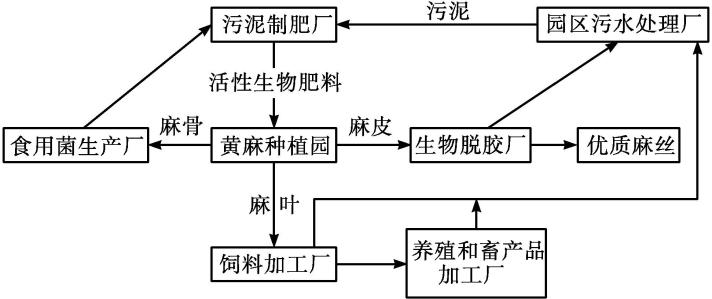 污泥制肥厂
污泥
园区污水处理厂
活性生物肥料
食用菌生产厂
麻骨
黄麻种植园
麻皮
生物脱胶厂
优质麻丝
麻叶
饲料加工厂
养殖和畜产品
加工厂